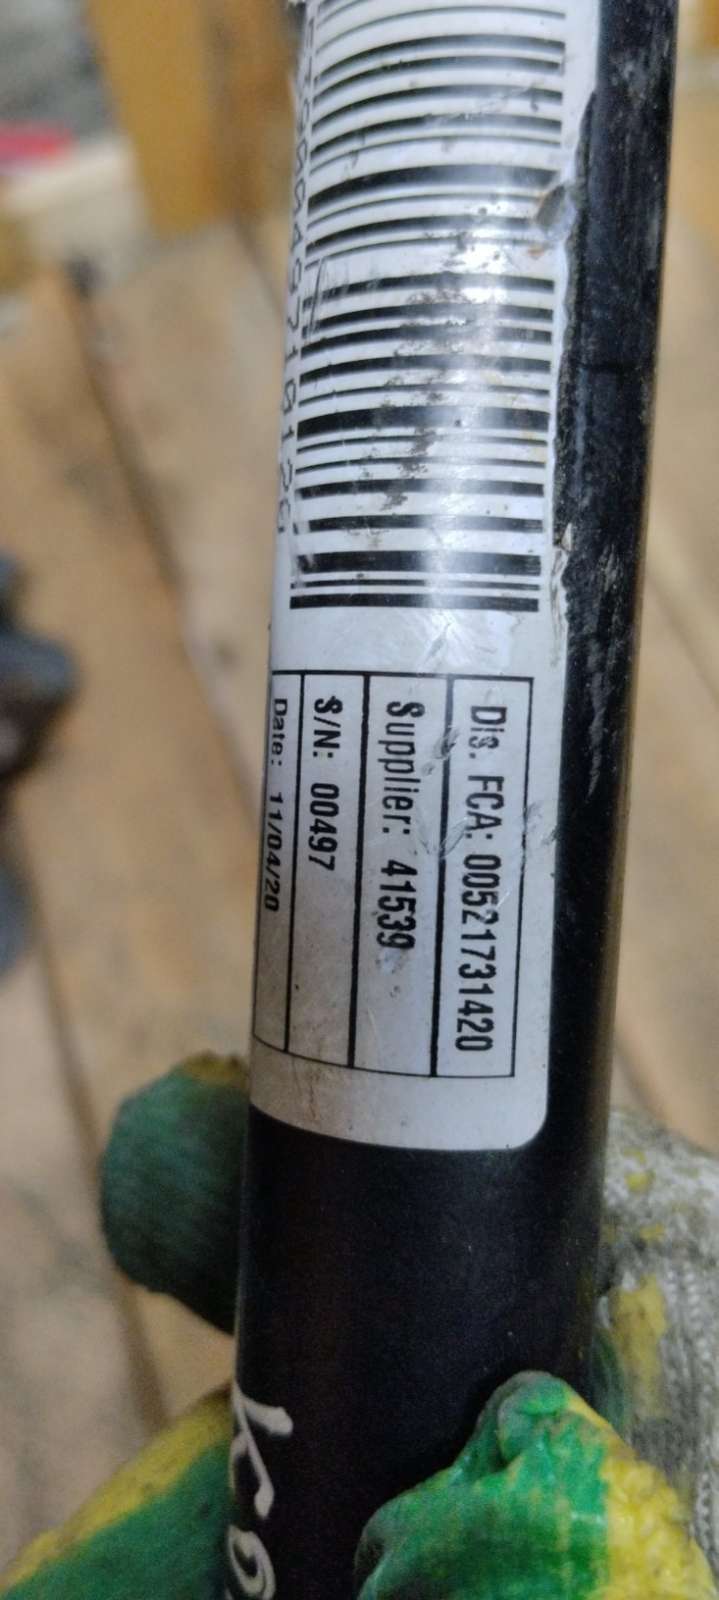 Dis. FCA: 00521731420
Supplier: 41539
S/N: 00497
Date: 11/04/20